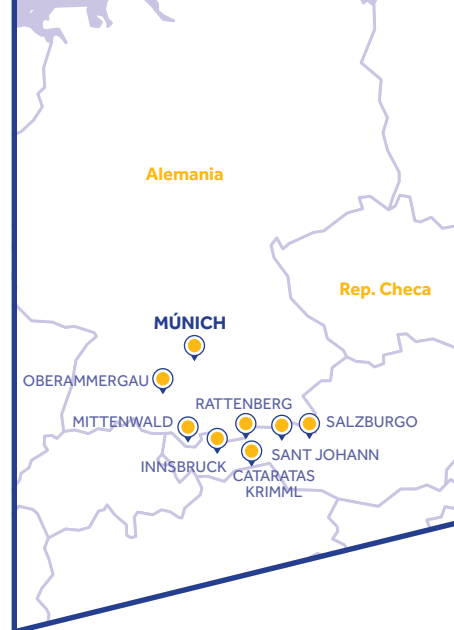 Alemania
Rep. Checa
MÚNICH
OBERAMMERGAU
RATTENBERG
MITTENWALD
SALZBURGO
SANT JOHANN
INNSBRUCK
CATARATAS
KRIMML